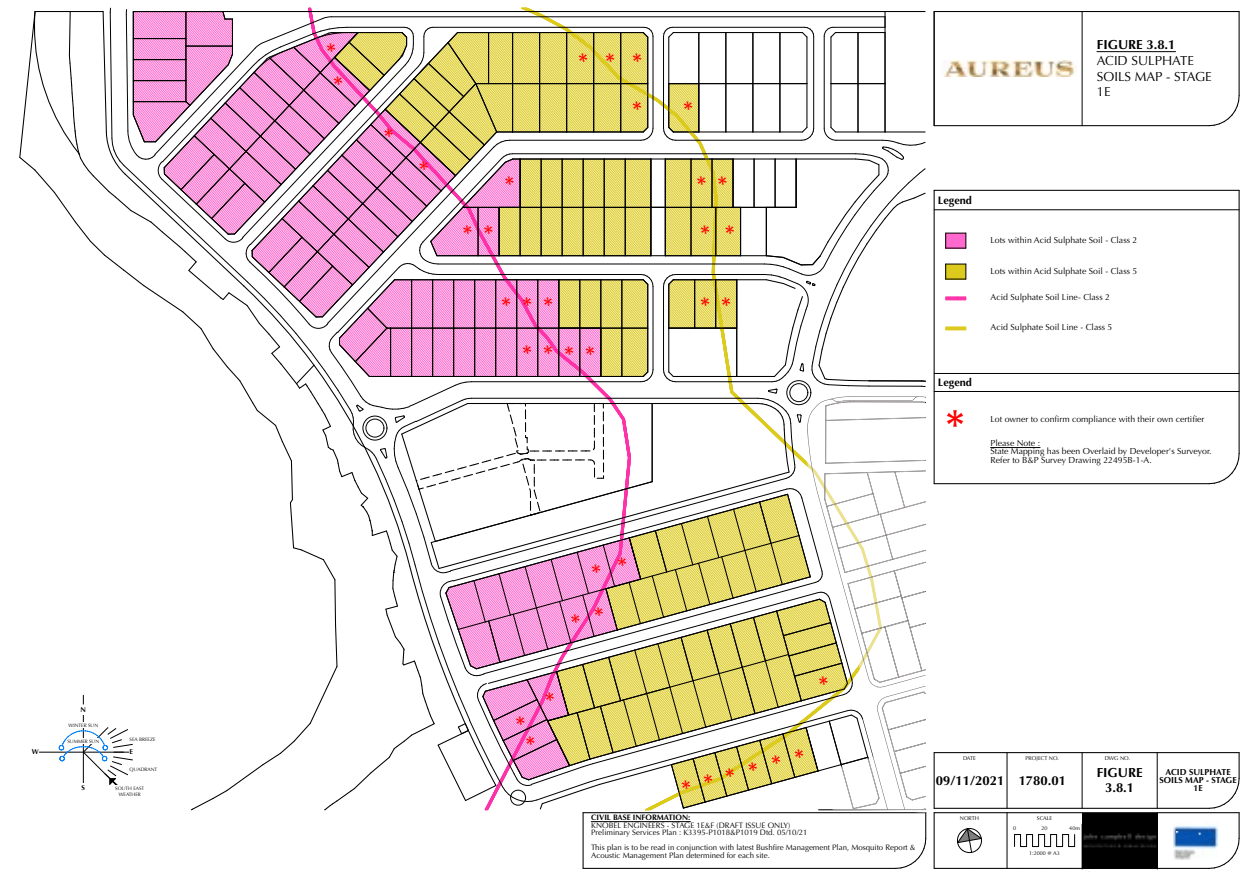 AUREUS
FIGURE 3.8.1
ACID SULPHATE
SOILS MAP - STAGE
1E
Legend
Lots within Acid Sulphate Soil - Class 2
Lots within Acid Sulphate Soil - Class 5
Acid Sulphate Soil Line- Class 2
Acid Sulphate Soil Line - Class 5
Legend
Lot owner to confirm compliance with their own certifier
Please Note :
State Mapping has been Overlaid by Developer's Surveyor.
Refer to B&P Survey Drawing 22495B-1-A.
N
WINTER SUN
SUMMER SUN
SEA BREEZE
W
E
QUADRANT
S
SOUTH EAST
WEATHER
DATE
09/11/2021
PROJECT NO.
1780.01
DWG NO.
FIGURE
3.8.1
ACID SULPHATE
SOILS MAP - STAGE
1E
CIVIL BASE INFORMATION:
KNOBEL ENGINEERS - STAGE 1E&F (DRAFT ISSUE ONLY)
Preliminary Services Plan : K3395-P1018&P1019 Dtd. 05/10/21
This plan is to be read in conjunction with latest Bushfire Management Plan, Mosquito Report &
Acoustic Management Plan determined for each site.
NORTH
SCALE
0 20 40m
1:2000 @ A3
john campbell design